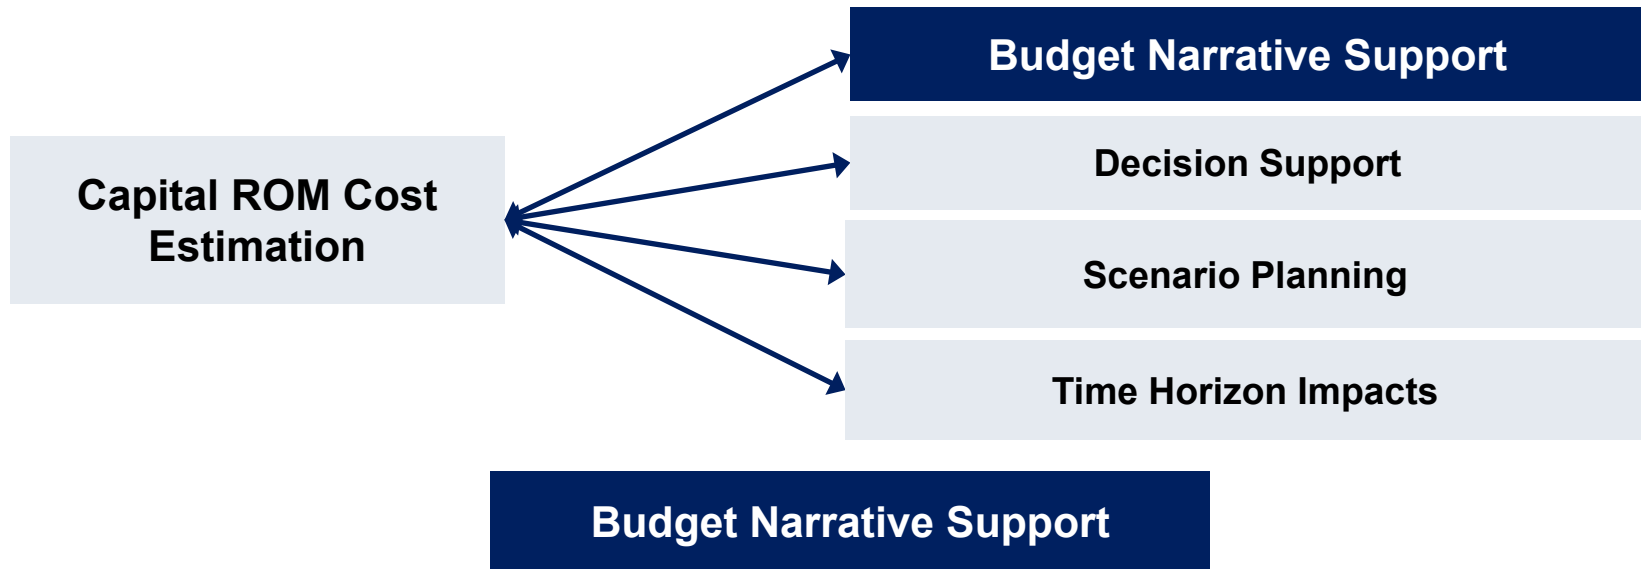 Capital ROM Cost
Estimation
Budget Narrative Support
Decision Support
Scenario Planning
Time Horizon Impacts
Budget Narrative Support